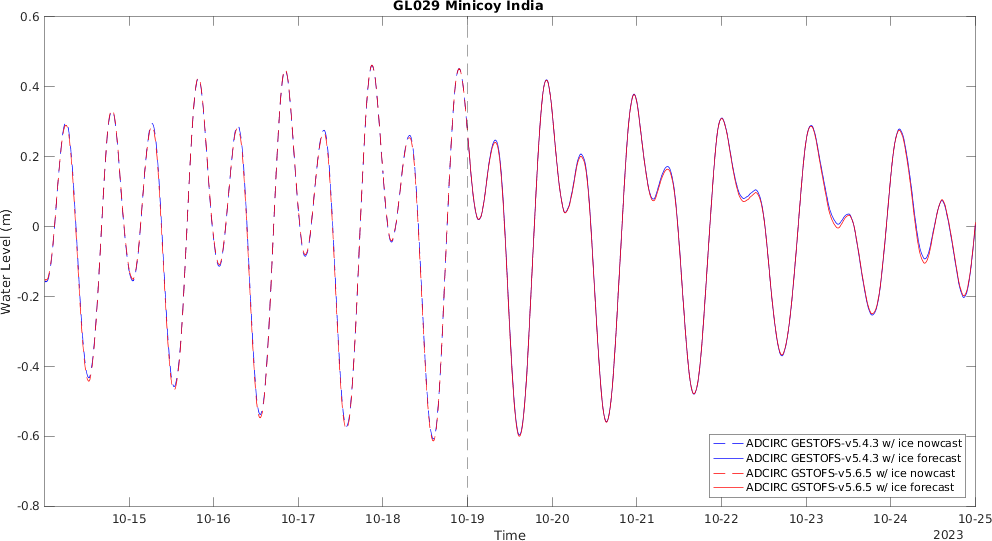 GL029 Minicoy India
0.6
0.4
0.2
0
-0.2
-0.4
-0.6
-0.8
Water Level (m)
ADCIRC GESTOFS-v5.4.3 w/ ice nowcast
ADCIRC GESTOFS-v5.4.3 w/ ice forecast
ADCIRC GSTOFS-v5.6.5 w/ ice nowcast
ADCIRC GSTOFS-v5.6.5 w/ ice forecast
10-15 10-16 10-17 10-18 10-19 10-20 10-21 10-22 10-23 10-24 10-25
Time
2023